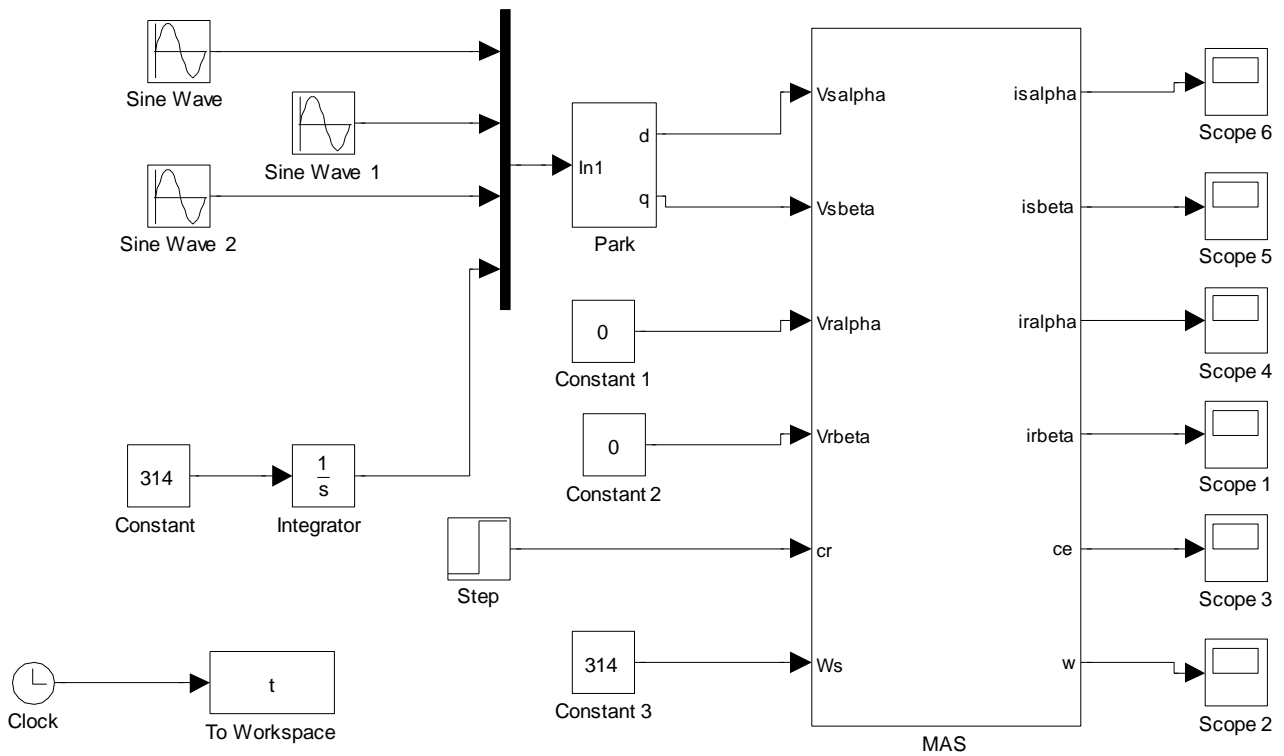 Sine Wave
Sine Wave 1
Sine Wave 2
314
Constant
1
s
Integrator
In1
d
q
Park
0
Constant 1
0
Constant 2
Step
314
Constant 3
Clock
t
To Workspace
Vsalpha
Vsbeta
Vralpha
Vrbeta
cr
Ws
isalpha
isbeta
iralpha
irbeta
ce
w
MAS
Scope 6
Scope 5
Scope 4
Scope 1
Scope 3
Scope 2